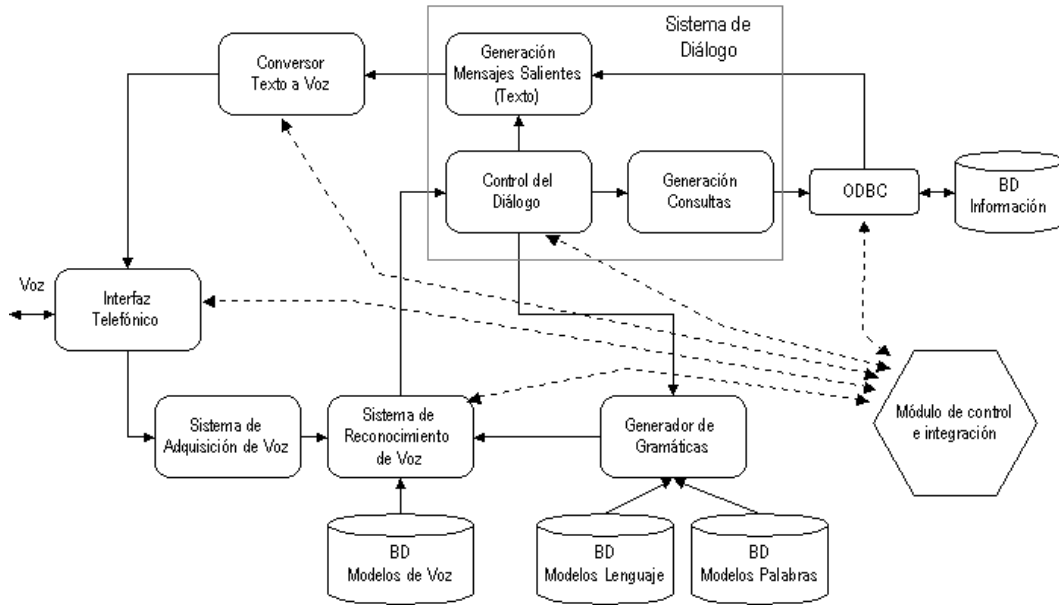 Sistema de
Diálogo
Conversor
Texto a Voz
Generación
Mensajes Salientes
(Texto)
Control del
Diálogo
Generación
Consultas
ODBC
BD
Información
Voz
Interfaz
Telefónico
Sistema de
Adquisición de Voz
Sistema de
Reconocimiento
de Voz
Generador de
Gramáticas
Módulo de control
e integración
BD
Modelos de Voz
BD
Modelos Lenguaje
BD
Modelos Palabras